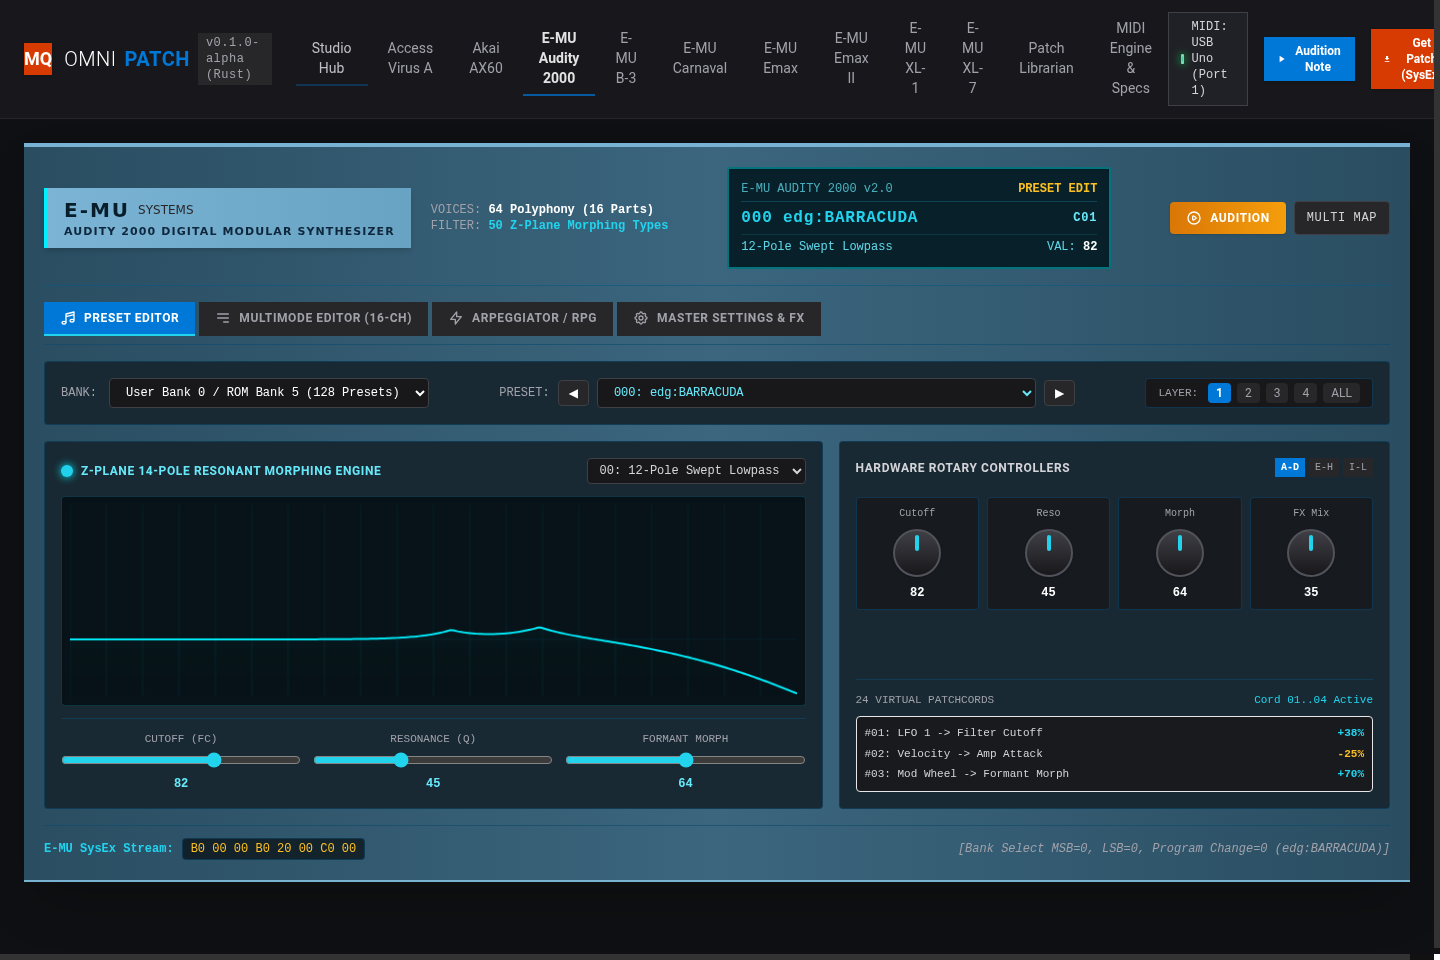 MQ OMNI PATCH
v0.1.0-
alpha
(Rust)
Studio
Hub
Access
Virus A
Akai
AX60
E-MU
Audity
2000
E-
MU
B-3
E-MU
Carnaval
E-MU
Emax
E-MU
Emax
II
E-
MU
XL-
1
E-
MU
XL-
7
Patch
Librarian
MIDI
Engine
&
Specs
MIDI:
USB
Uno
(Port
1)
Audition
Note
Get
Patch
E-MU SYSTEMS
AUDITY 2000 DIGITAL MODULAR SYNTHESIZER
VOICES: 64 Polyphony (16 Parts)
FILTER: 50 Z-Plane Morphing Types
E-MU AUDITY 2000 v2.0 PRESET EDIT
000 edg:BARRACUDA C01
12-Pole Swept Lowpass VAL: 82
AUDITION
MULTI MAP
PRESET EDITOR MULTIMODE EDITOR (16-CH) ARPEGGIATOR / RPG MASTER SETTINGS & FX
BANK: User Bank 0 / ROM Bank 5 (128 Presets) PRESET: ◀ 000: edg:BARRACUDA ▶ LAYER: 1 2 3 4 ALL
Z-PLANE 14-POLE RESONANT MORPHING ENGINE 00: 12-Pole Swept Lowpass
CUTOFF (FC) RESONANCE (Q) FORMANT MORPH
82 45 64
HARDWARE ROTARY CONTROLLERS A-D E-H I-L
Cutoff Reso Morph FX Mix
82 45 64 35
24 VIRTUAL PATCHCORDS Cord 01..04 Active
#01: LFO 1 -> Filter Cutoff +38%
#02: Velocity -> Amp Attack -25%
#03: Mod Wheel -> Formant Morph +70%
E-MU SysEx Stream: B0 00 00 B0 20 00 C0 00 [Bank Select MSB=0, LSB=0, Program Change=0 (edg:BARRACUDA)]